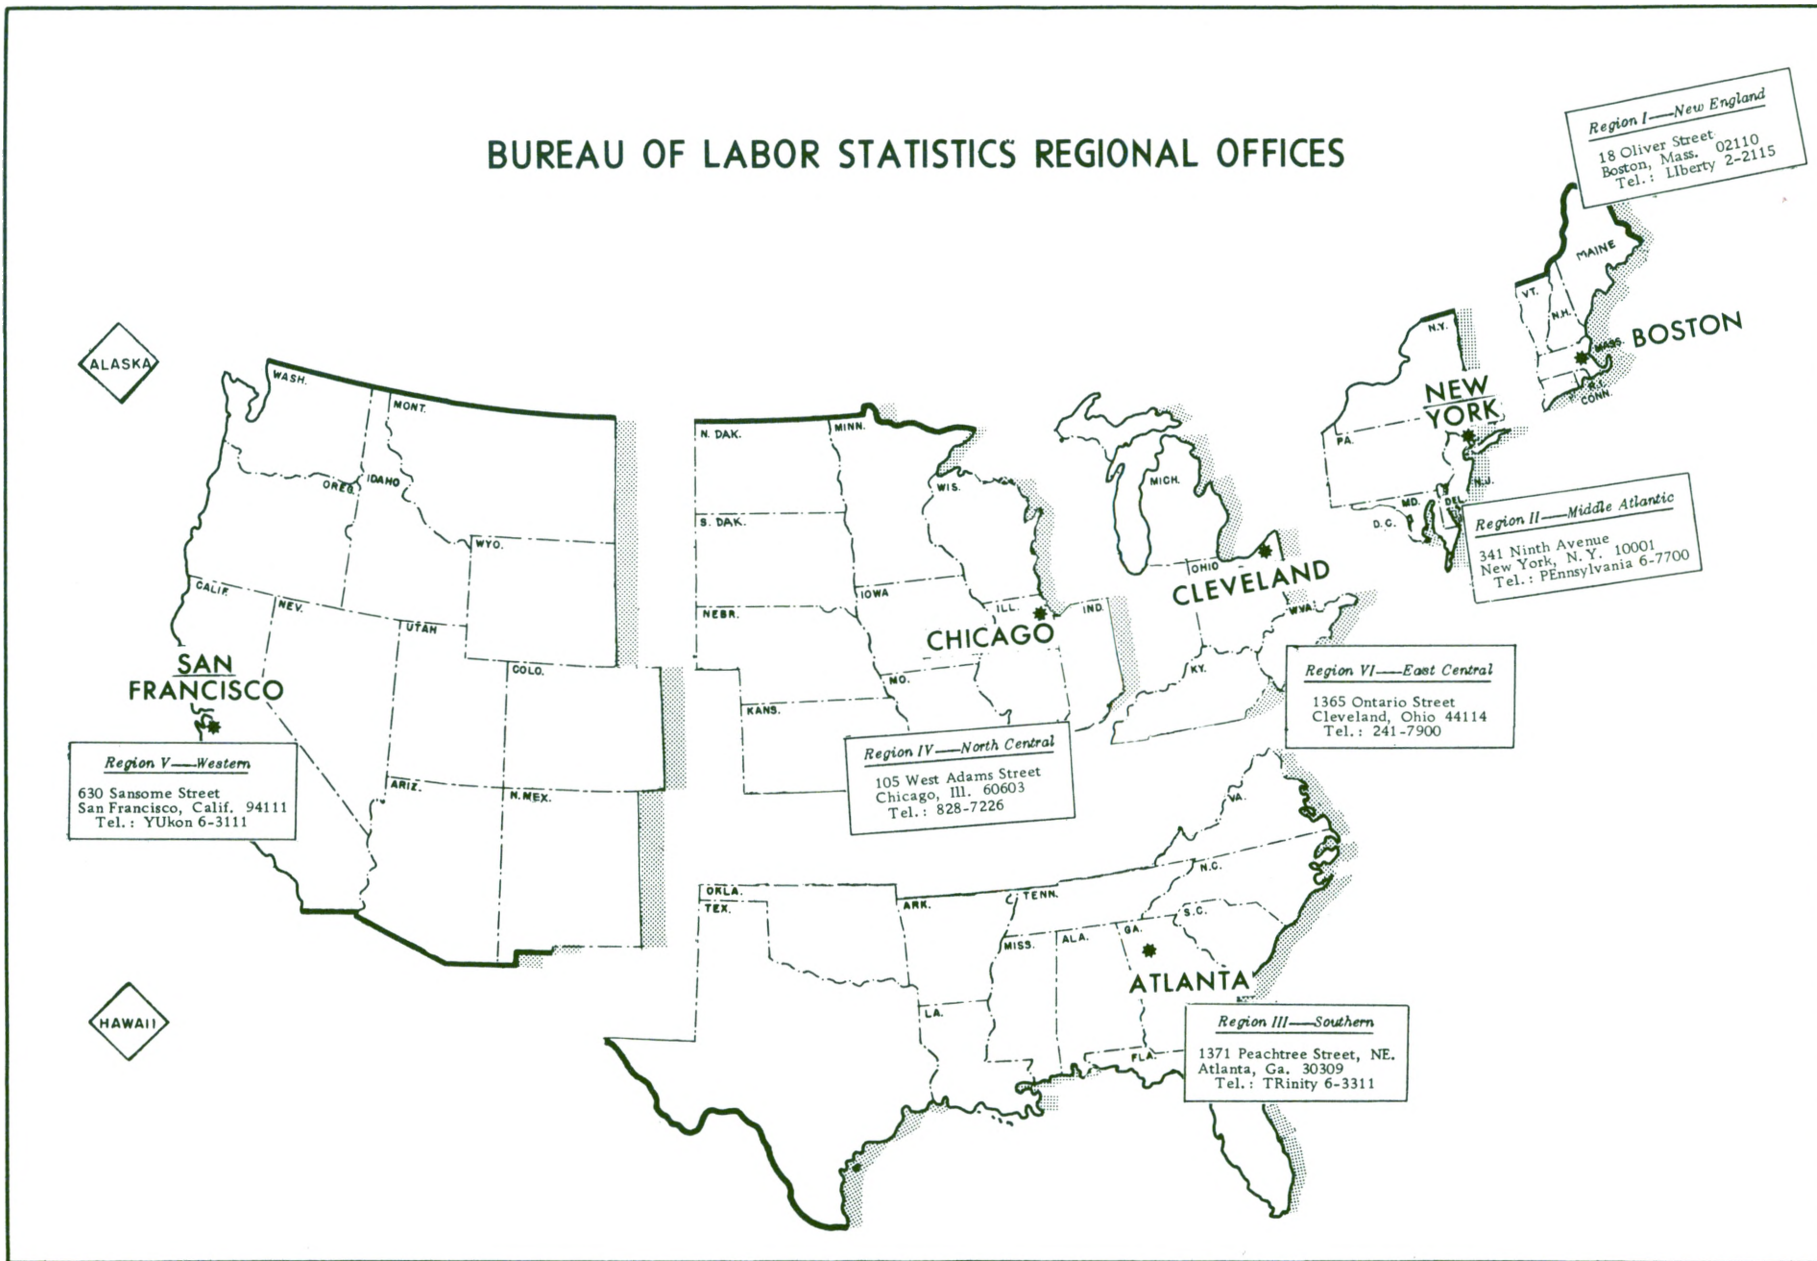 BUREAU OF LABOR STATISTICS REGIONAL OFFICES
Region I—New England
18 Oliver Street
Boston, Mass. 02110
Tel.: LIberty 2-2115
MAINE
VT.
N.H.
MASS.
BOSTON
R.I.
CONN.
N.Y.
NEW
YORK
PA.
N.J.
MD.
DEL.
D.C.
Region II—Middle Atlantic
341 Ninth Avenue
New York, N.Y. 10001
Tel.: PEnnsylvania 6-7700
ALASKA
WASH.
MONT.
OREG.
IDAHO
WYO.
CALIF.
NEV.
UTAH
COLO.
SAN
FRANCISCO
Region V—Western
630 Sansome Street
San Francisco, Calif. 94111
Tel.: YUkon 6-3111
ARIZ.
N.MEX.
HAWAII
N. DAK.
MINN.
WIS.
S. DAK.
IOWA
NEBR.
ILL.
IND.
CHICAGO
MO.
KANS.
Region IV—North Central
105 West Adams Street
Chicago, Ill. 60603
Tel.: 828-7226
MICH.
OHIO
CLEVELAND
W.VA.
KY.
Region VI—East Central
1365 Ontario Street
Cleveland, Ohio 44114
Tel.: 241-7900
VA.
N.C.
OKLA.
TEX.
ARK.
TENN.
S.C.
MISS.
ALA.
GA.
ATLANTA
LA.
FLA.
Region III—Southern
1371 Peachtree Street, NE.
Atlanta, Ga. 30309
Tel.: TRinity 6-3311